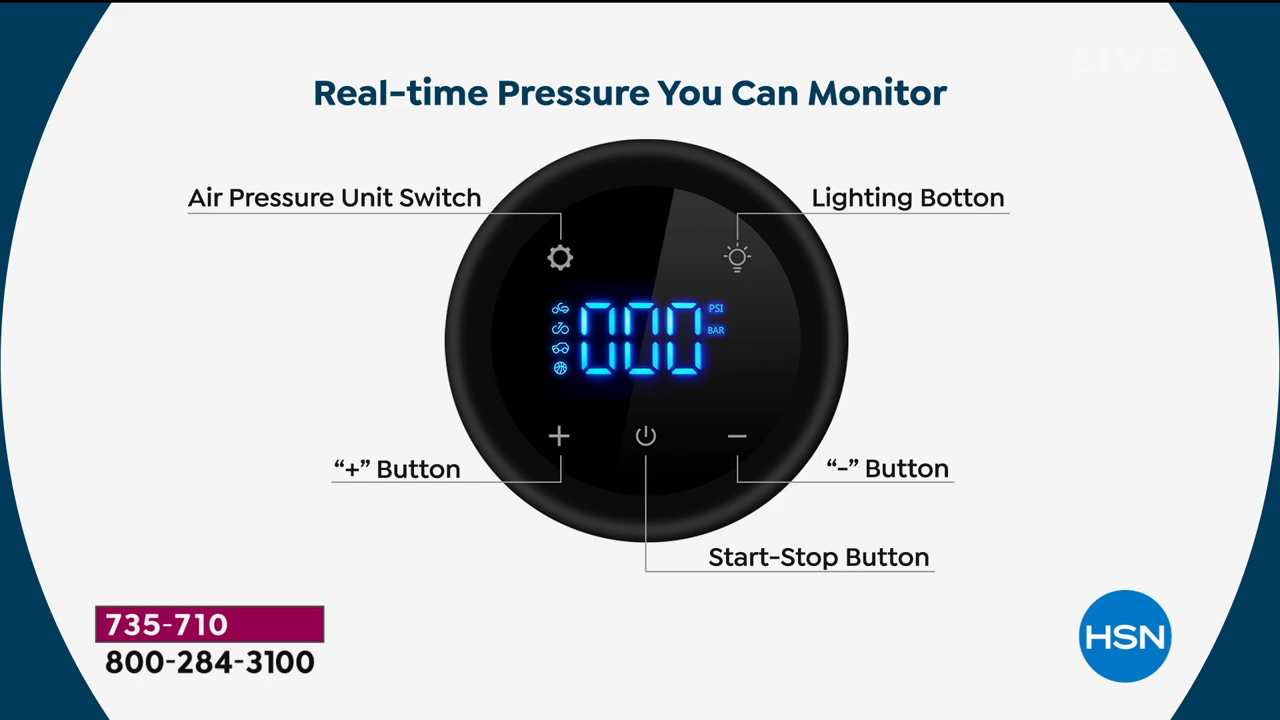 LIVE
Real-time Pressure You Can Monitor
Air Pressure Unit Switch
Lighting Botton
000
PSI
BAR
“+” Button
“-” Button
Start-Stop Button
735-710
800-284-3100
HSN